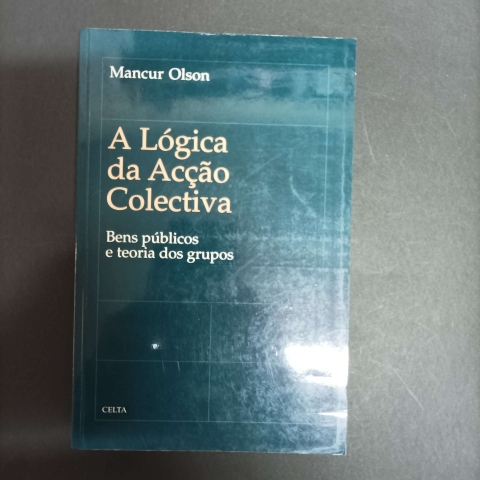 Mancur Olson
A Lógica
da Acção
Colectiva
Bens públicos
e teoria dos grupos
CELTA